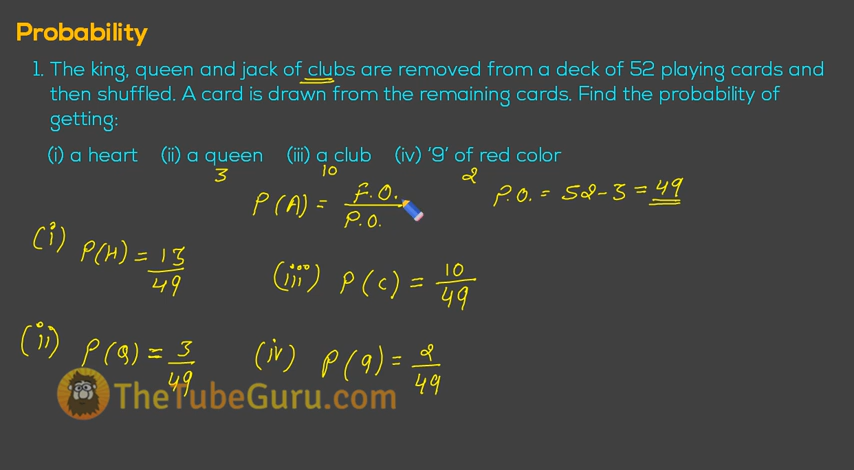 Probability
1. The king, queen and jack of clubs are removed from a deck of 52 playing cards and
then shuffled. A card is drawn from the remaining cards. Find the probability of
getting:
(i) a heart (ii) a queen (iii) a club (iv) '9' of red color
3 10 2
P(A) = F.O. / P.O.
P.O. = 52-3 = 49
(i) P(H) = 13/49
(iii) P(C) = 10/49
(ii) P(Q) = 3/49
(iv) P(9) = 2/49
TheTubeGuru.com